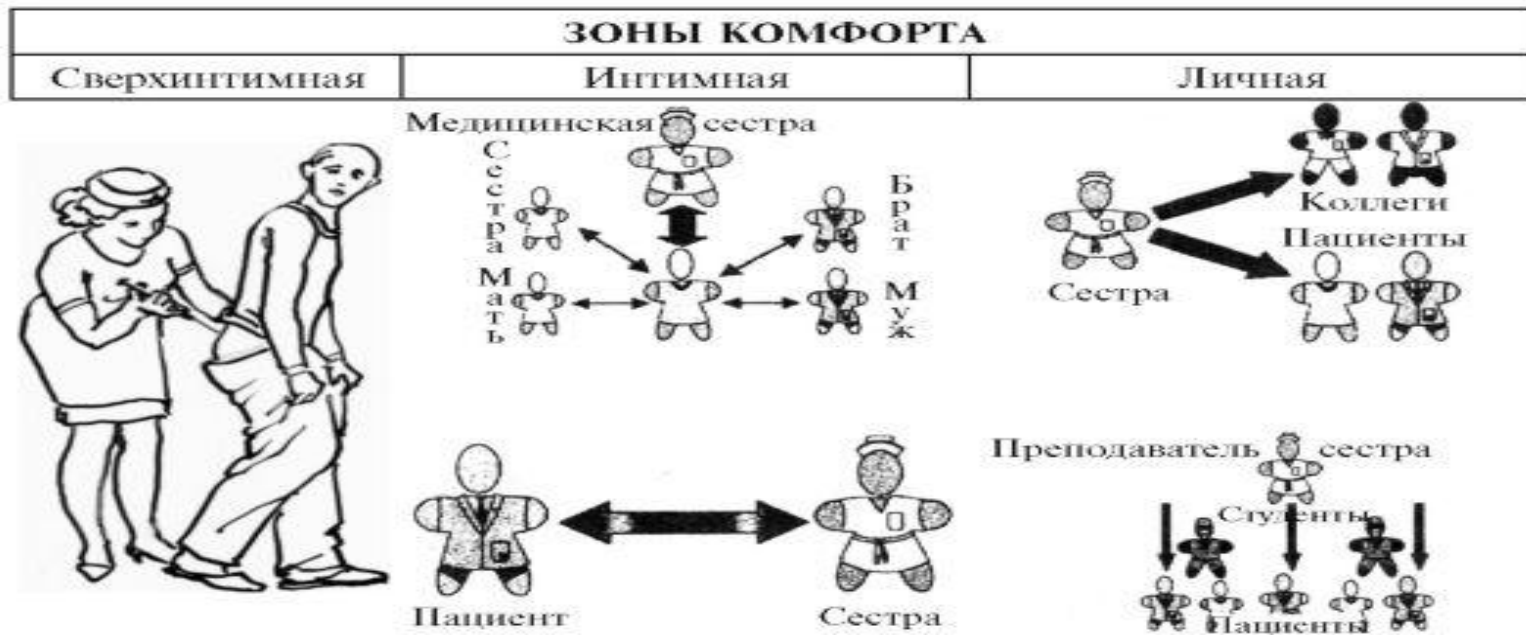 ЗОНЫ КОМФОРТА
Сверхинтимная
Интимная
Личная
Медицинская сестра
Сестра
Мать
Брат
Муж
Пациент
Сестра
Коллеги
Пациенты
Сестра
Преподаватель сестра
Студенты
Пациенты